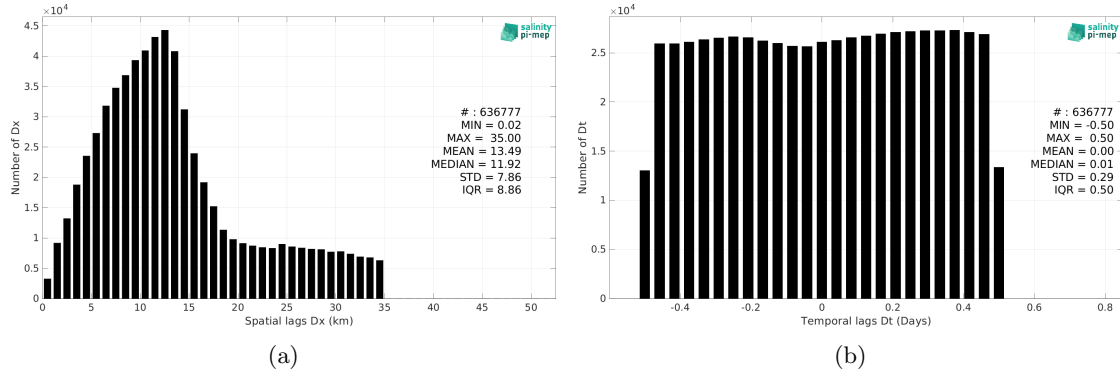 ×10⁴
4.5
4
3.5
3
2.5
2
1.5
1
0.5
0
Number of Dx
0 5 10 15 20 25 30 35 40 45 50
Spatial lags Dx (km)
salinity
pi-mep
# : 636777
MIN = 0.02
MAX = 35.00
MEAN = 13.49
MEDIAN = 11.92
STD = 7.86
IQR = 8.86
(a)
×10⁴
2.5
2
1.5
1
0.5
0
Number of Dt
-0.4 -0.2 0 0.2 0.4 0.6 0.8
Temporal lags Dt (Days)
salinity
pi-mep
# : 636777
MIN = -0.50
MAX = 0.50
MEAN = 0.00
MEDIAN = 0.01
STD = 0.29
IQR = 0.50
(b)